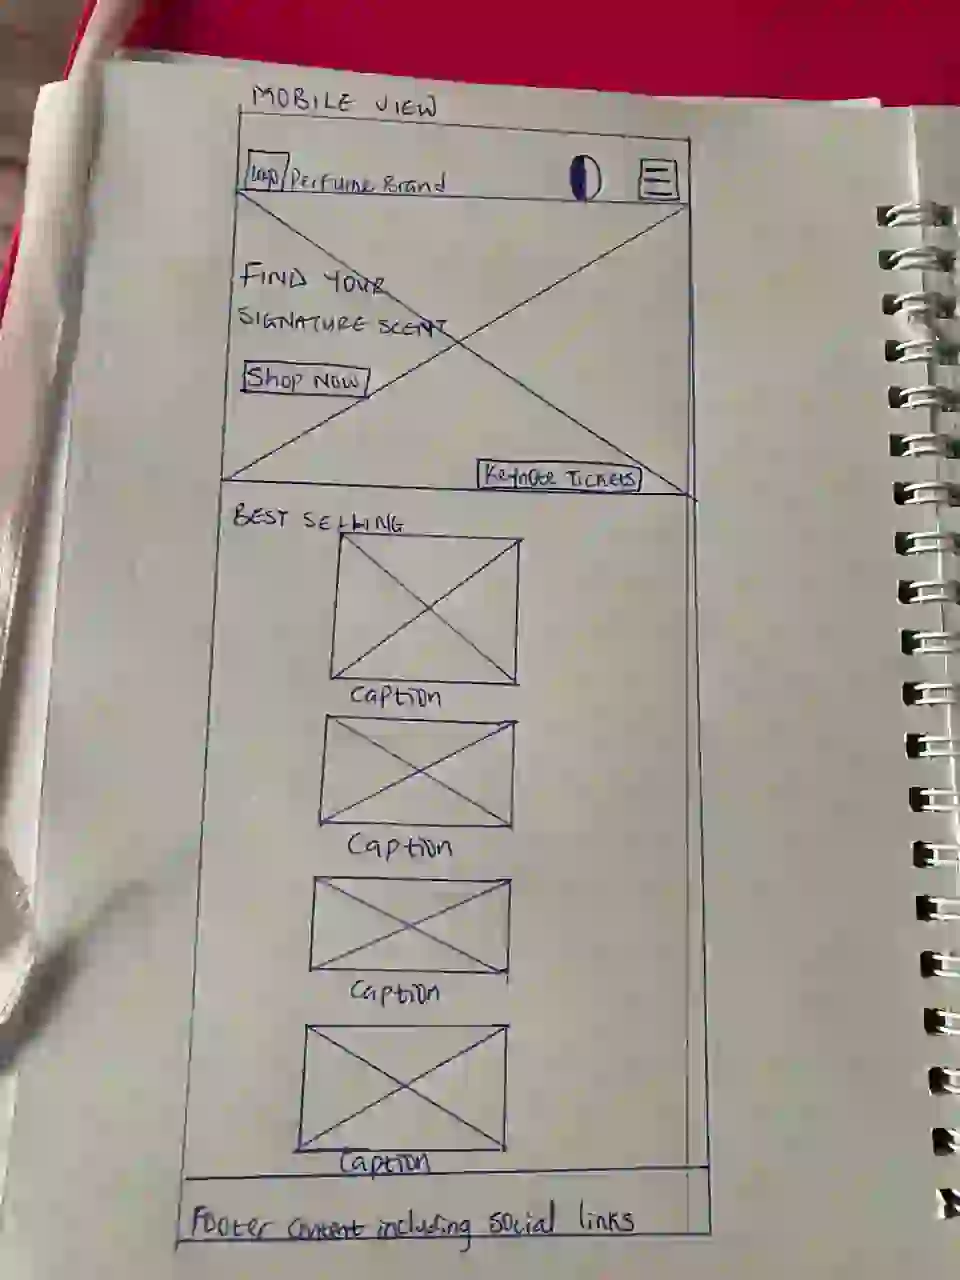 MOBILE VIEW
Logo Perfume Brand
FIND YOUR
SIGNATURE SCENT
Shop Now
Keynote Tickets
BEST SELLING
Caption
Caption
Caption
Caption
Footer content including social links